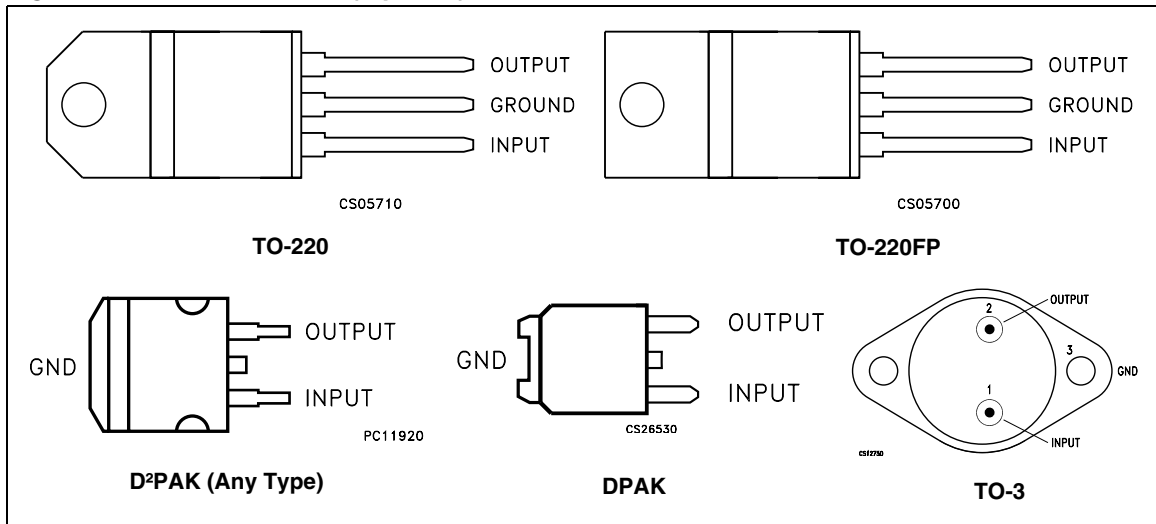 OUTPUT
GROUND
INPUT
CS05710
TO-220
OUTPUT
GROUND
INPUT
CS05700
TO-220FP
GND
OUTPUT
INPUT
PC11920
D²PAK (Any Type)
GND
OUTPUT
INPUT
CS26530
DPAK
2
OUTPUT
3
GND
1
INPUT
CS12750
TO-3